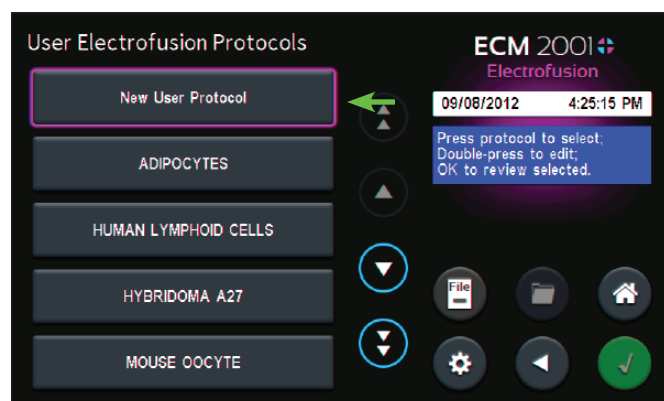 User Electrofusion Protocols
New User Protocol
ADIPOCYTES
HUMAN LYMPHOID CELLS
HYBRIDOMA A27
MOUSE OOCYTE
ECM 2001
Electrofusion
09/08/2012 4:25:15 PM
Press protocol to select;
Double-press to edit;
OK to review selected.
File